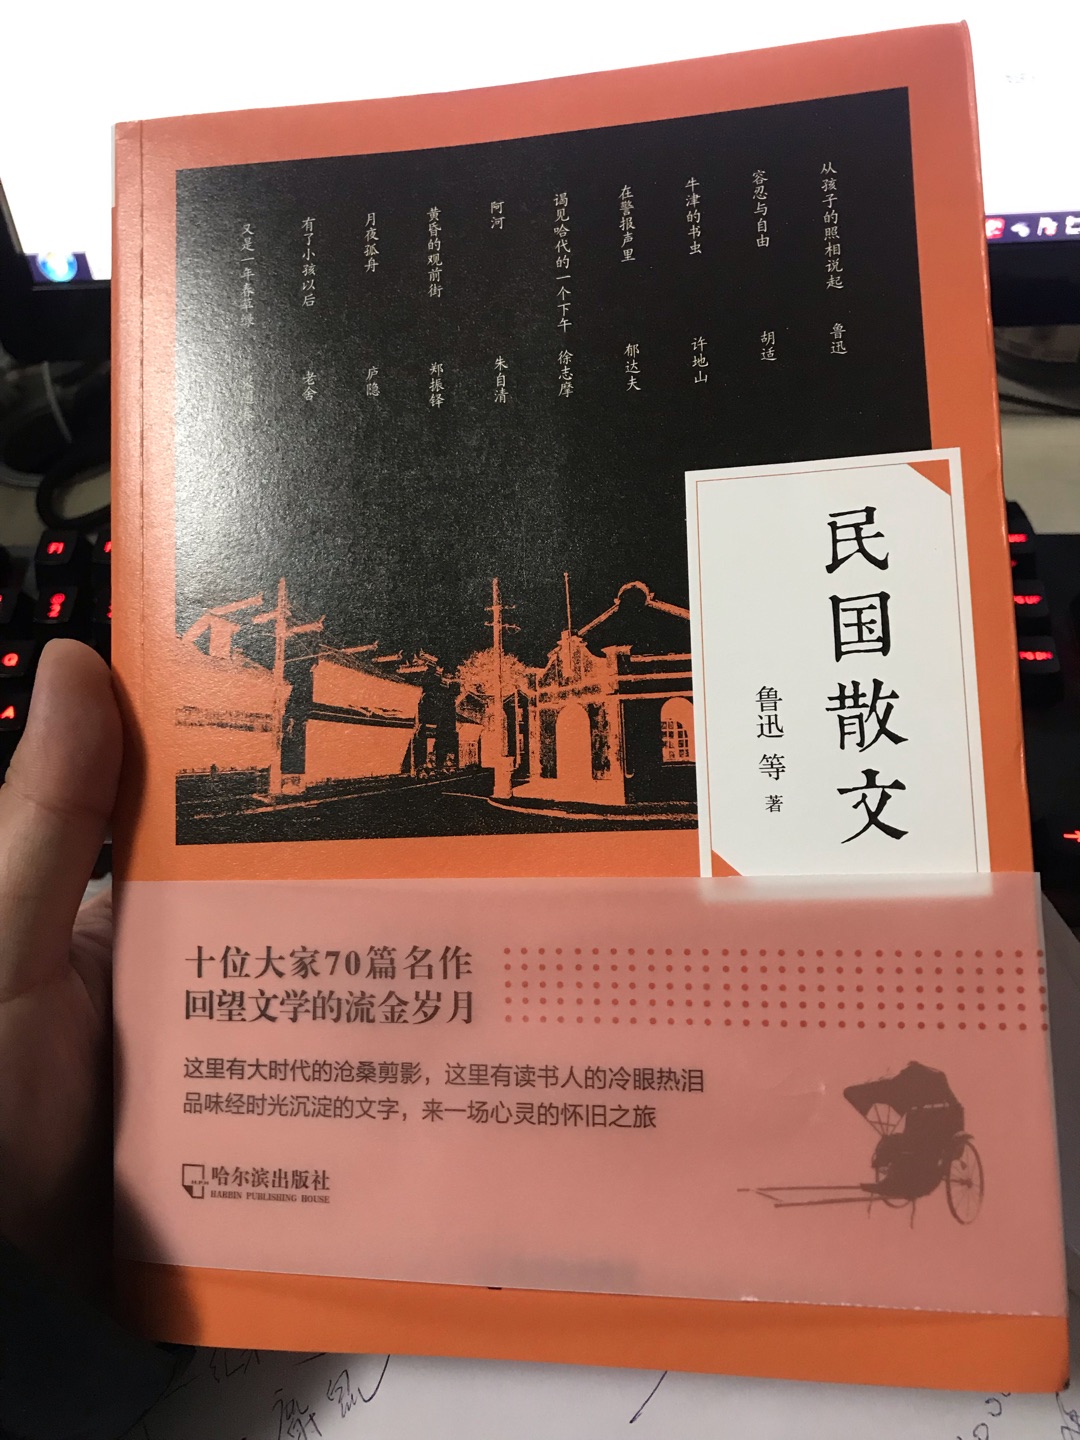 从孩子的照相说起 鲁迅
容忍与自由 胡适
牛津的书虫 许地山
在警报声里 郁达夫
谒见哈代的一个下午 徐志摩
阿河 朱自清
黄昏的观前街 郑振铎
月夜孤舟 庐隐
有了小孩以后 老舍
又是一年春草绿
民国散文
鲁迅 等 著
十位大家70篇名作
回望文学的流金岁月
这里有大时代的沧桑剪影，这里有读书人的冷眼热泪
品味经时光沉淀的文字，来一场心灵的怀旧之旅
哈尔滨出版社
HARBIN PUBLISHING HOUSE
F1
Q
A